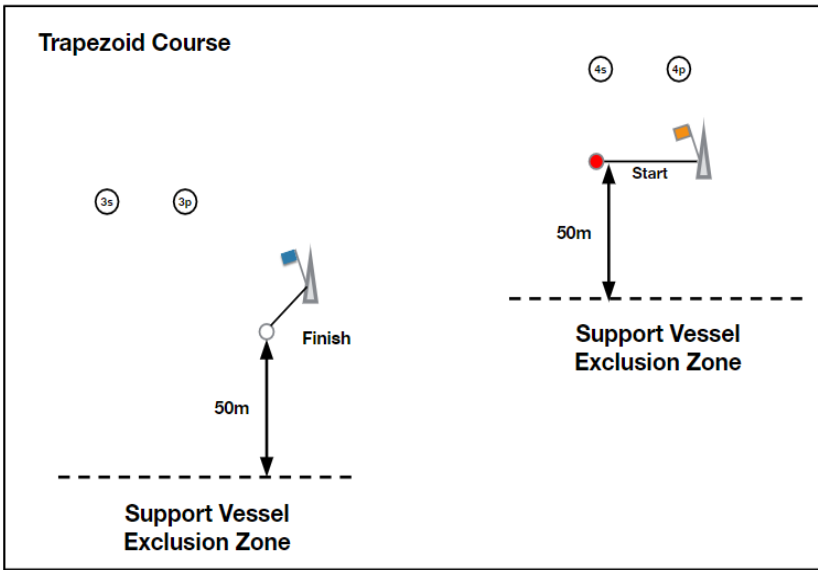 Trapezoid Course
4s
4p
Start
50m
Support Vessel
Exclusion Zone
3s
3p
Finish
50m
Support Vessel
Exclusion Zone